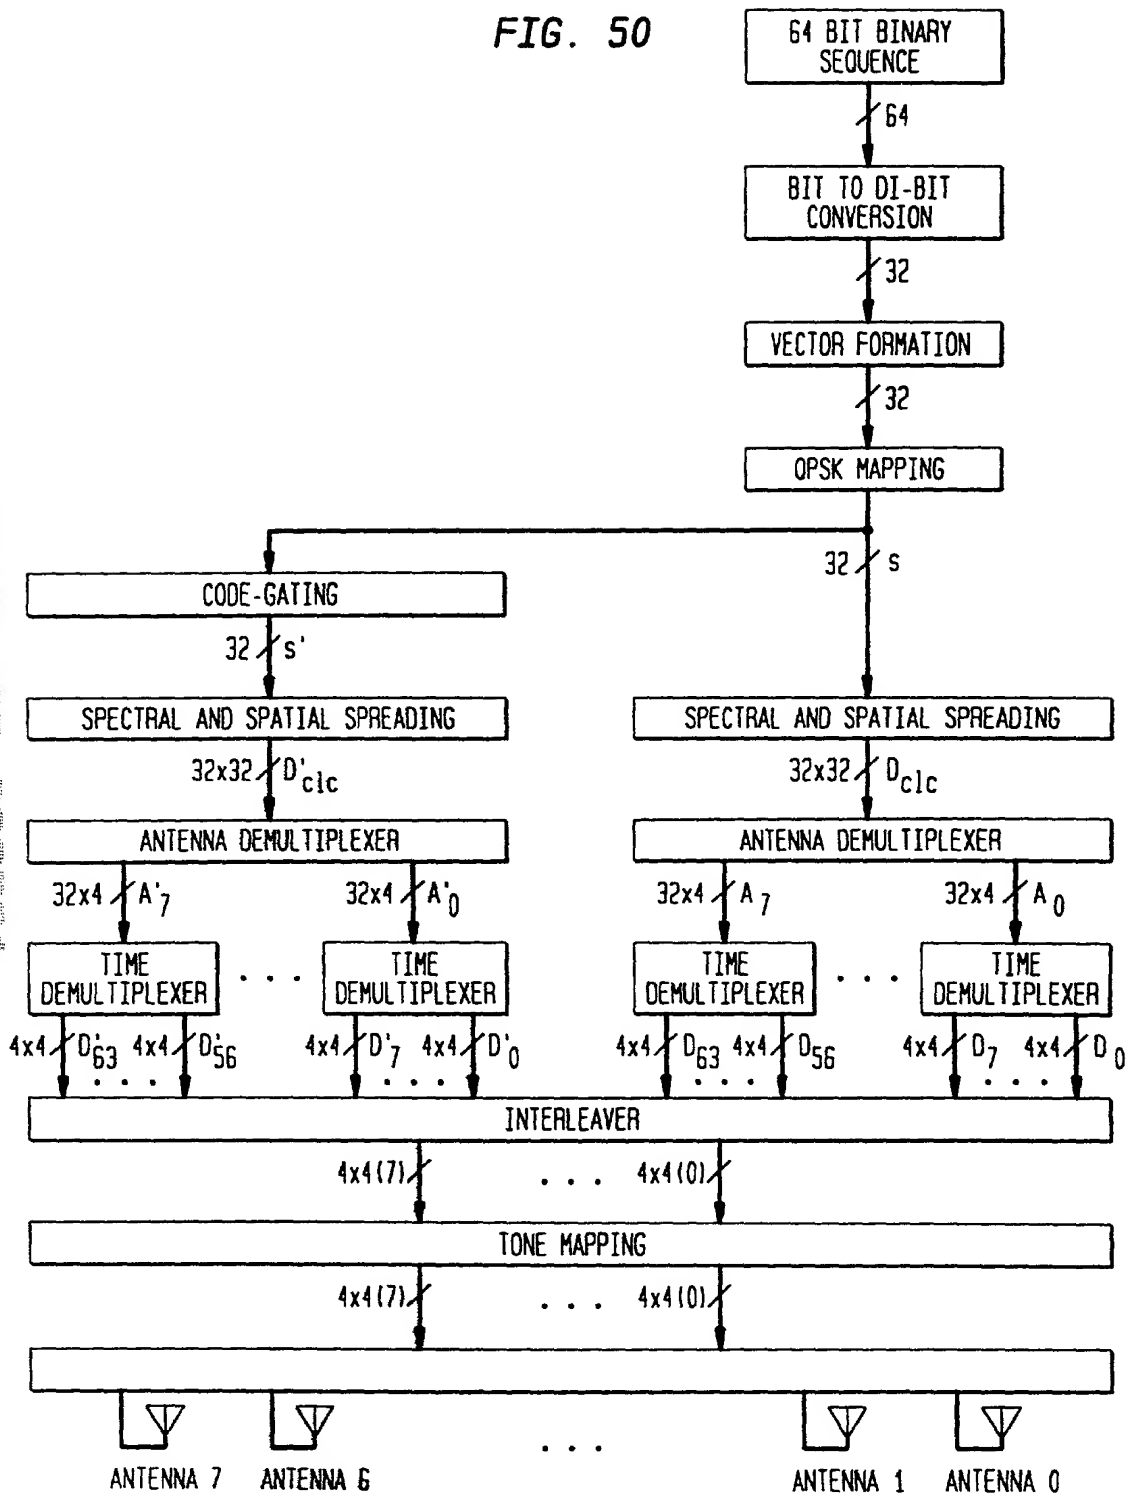 FIG. 50
64 BIT BINARY
SEQUENCE
64
BIT TO DI-BIT
CONVERSION
32
VECTOR FORMATION
32
QPSK MAPPING
32 s
CODE-GATING
32 s'
SPECTRAL AND SPATIAL SPREADING
SPECTRAL AND SPATIAL SPREADING
32x32 D'clc
32x32 Dclc
ANTENNA DEMULTIPLEXER
ANTENNA DEMULTIPLEXER
32x4 A'7
32x4 A'0
32x4 A7
32x4 A0
TIME
DEMULTIPLEXER
. . .
TIME
DEMULTIPLEXER
TIME
DEMULTIPLEXER
. . .
TIME
DEMULTIPLEXER
4x4 D'63
4x4 D'56
4x4 D'7
4x4 D'0
4x4 D63
4x4 D56
4x4 D7
4x4 D0
. . . .
. . . .
. . . .
. . . .
INTERLEAVER
4x4(7)
. . .
4x4(0)
TONE MAPPING
4x4(7)
. . .
4x4(0)
. . .
ANTENNA 7
ANTENNA 6
ANTENNA 1
ANTENNA 0